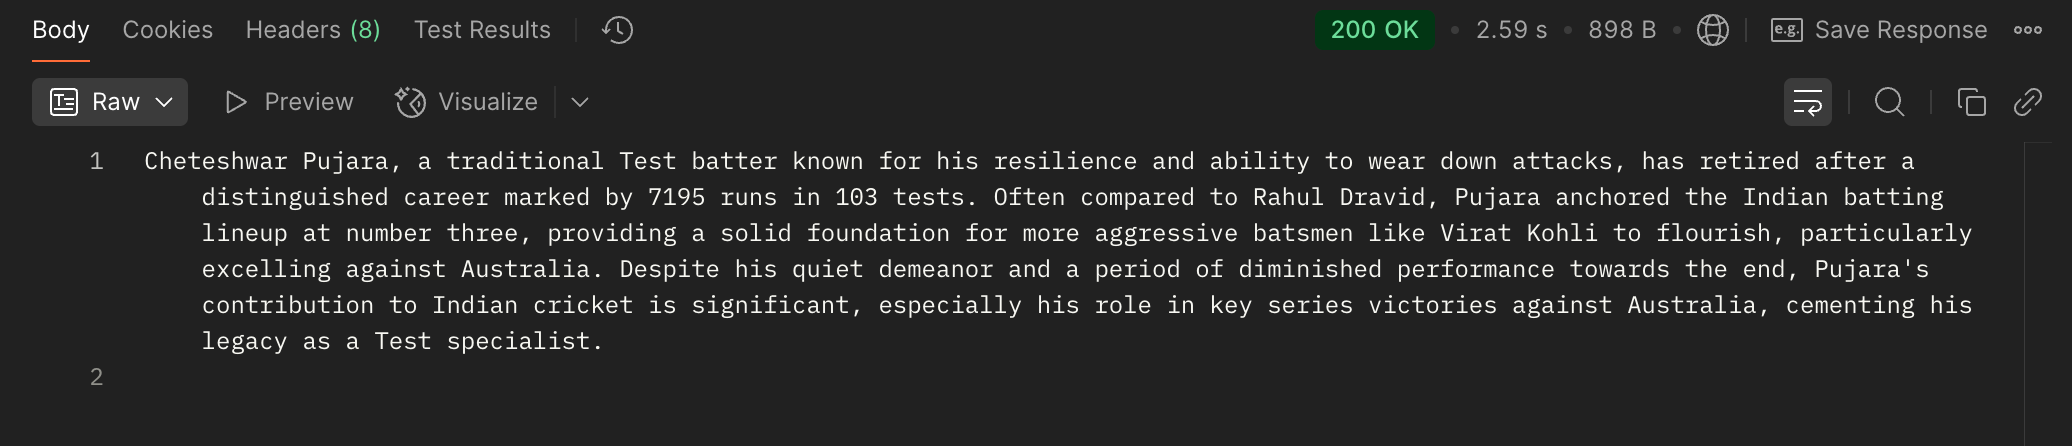 Body Cookies Headers (8) Test Results 200 OK • 2.59 s • 898 B • e.g. Save Response
Raw Preview Visualize
1 Cheteshwar Pujara, a traditional Test batter known for his resilience and ability to wear down attacks, has retired after a
distinguished career marked by 7195 runs in 103 tests. Often compared to Rahul Dravid, Pujara anchored the Indian batting
lineup at number three, providing a solid foundation for more aggressive batsmen like Virat Kohli to flourish, particularly
excelling against Australia. Despite his quiet demeanor and a period of diminished performance towards the end, Pujara's
contribution to Indian cricket is significant, especially his role in key series victories against Australia, cementing his
legacy as a Test specialist.
2